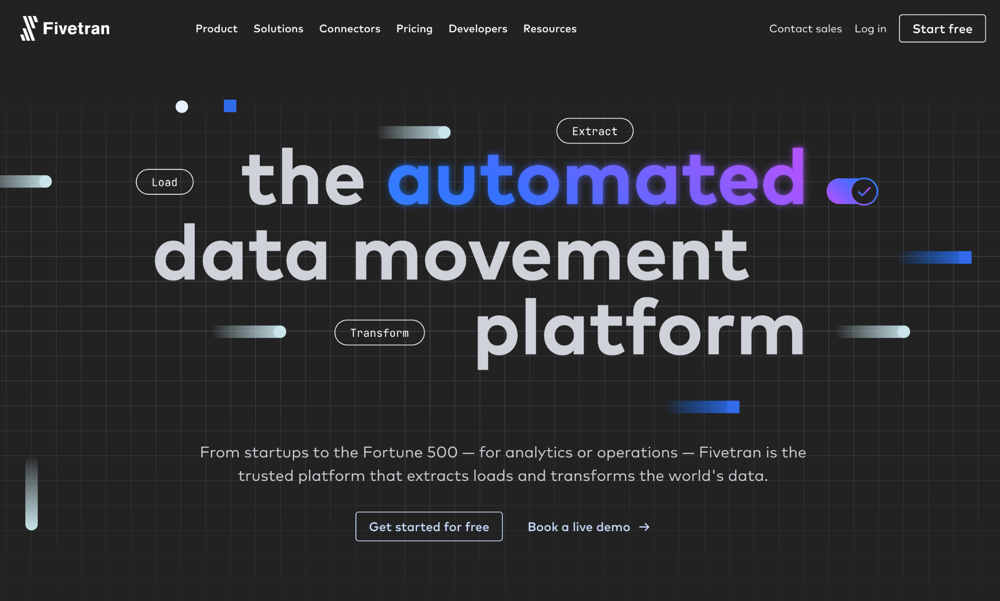 Fivetran
Product Solutions Connectors Pricing Developers Resources
Contact sales Log in Start free
Extract
Load
the automated
data movement
Transform
platform
From startups to the Fortune 500 — for analytics or operations — Fivetran is the
trusted platform that extracts loads and transforms the world's data.
Get started for free
Book a live demo →